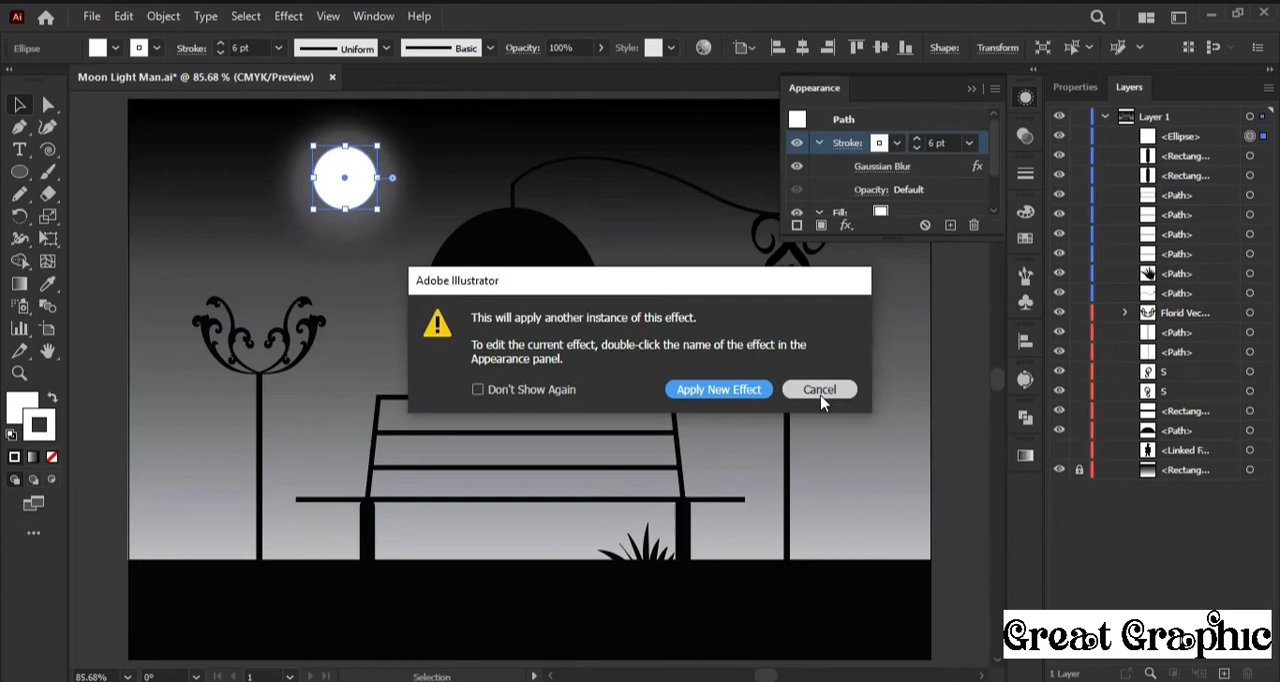 Ai File Edit Object Type Select Effect View Window Help
Ellipse Stroke: 6 pt Uniform Basic Opacity: 100% Style: Shape: Transform
Moon Light Man.ai* @ 85.68 % (CMYK/Preview) ×
Appearance
Path
Stroke: 6 pt
Gaussian Blur fx
Opacity: Default
Fill:
fx
Properties Layers
Layer 1
<Ellipse>
<Rectang...
<Rectang...
<Path>
<Path>
<Path>
<Path>
<Path>
<Path>
Florid Vec...
<Path>
<Path>
S
S
<Rectang...
<Path>
<Linked F...
<Rectang...
Adobe Illustrator
This will apply another instance of this effect.
To edit the current effect, double-click the name of the effect in the
Appearance panel.
Don't Show Again Apply New Effect Cancel
Great Graphic
85.68% 0° 1 Selection
1 Layer